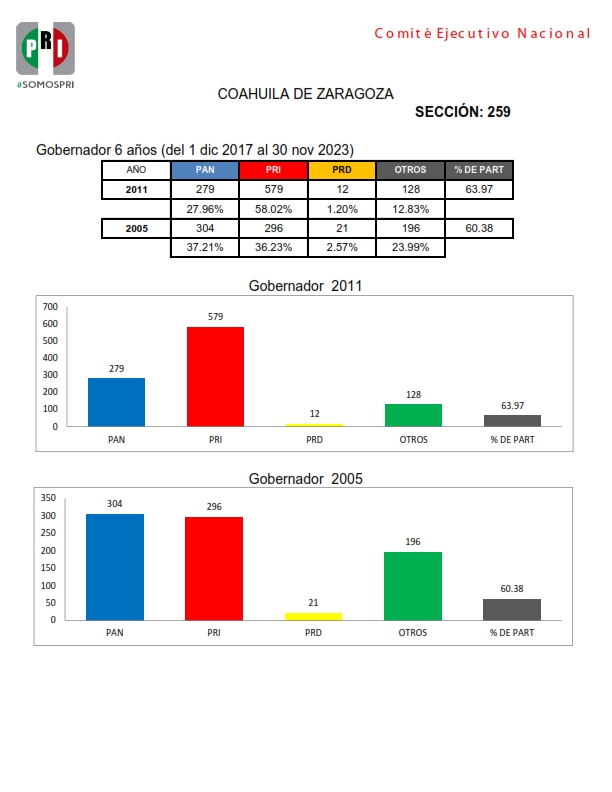 PRI
#SOMOSPRI
Comité Ejecutivo Nacional
COAHUILA DE ZARAGOZA
SECCIÓN: 259
Gobernador 6 años (del 1 dic 2017 al 30 nov 2023)
AÑO PAN PRI PRD OTROS % DE PART
2011 279 579 12 128 63.97
27.96% 58.02% 1.20% 12.83%
2005 304 296 21 196 60.38
37.21% 36.23% 2.57% 23.99%
Gobernador 2011
700
600
500
400
300
200
100
0
279
579
12
128
63.97
PAN PRI PRD OTROS % DE PART
Gobernador 2005
350
300
250
200
150
100
50
0
304
296
21
196
60.38
PAN PRI PRD OTROS % DE PART